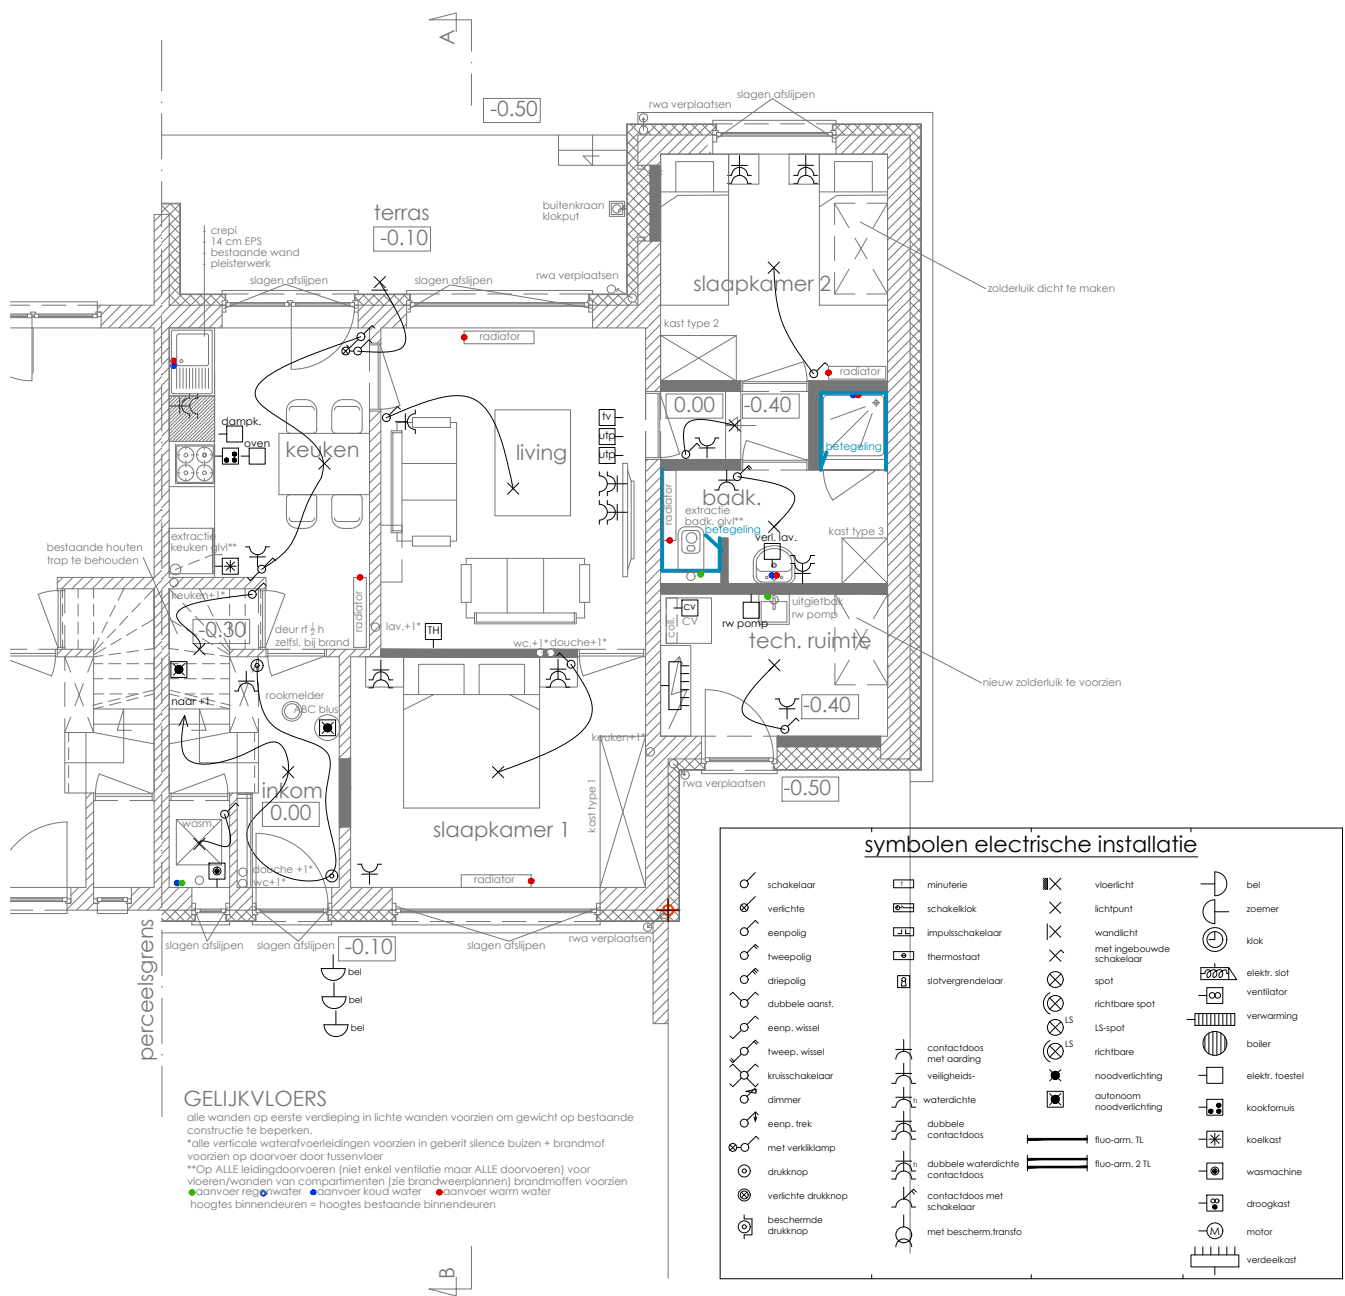 A
-0.50
slagen afslijpen
rwa verplaatsen
terras
-0.10
buitenkraan
klokput
crepi
14 cm EPS
bestaande wand
pleisterwerk
slagen afslijpen
slagen afslijpen
rwa verplaatsen
slaapkamer 2
zolderluik dicht te maken
kast type 2
radiator
radiator
0.00
-0.40
dampk.
oven
keuken
living
tv
utp
utp
betegeling
badk.
radiator
extractie
badk. glvl**
betegeling
verl. lav.
kast type 3
bestaande houten
trap te behouden
extractie
keuken glvl**
keuken+1*
-0.30
deur rf ½ h
zelfsl. bij brand
radiator
lav.+1*
TH
wc.+1*
douche+1*
coll.
cv
CV
rw pomp
uitgietbak
rw pomp
tech. ruimte
-0.40
nieuw zolderluik te voorzien
naar +1
rookmelder
ABC blus
keuken+1*
rwa verplaatsen
-0.50
inkom
0.00
slaapkamer 1
kast type 1
wasm.
douche +1*
wc+1*
radiator
slagen afslijpen
slagen afslijpen
-0.10
slagen afslijpen
rwa verplaatsen
perceelsgrens
bel
bel
bel
GELIJKVLOERS
alle wanden op eerste verdieping in lichte wanden voorzien om gewicht op bestaande
constructie te beperken.
*alle verticale waterafvoerleidingen voorzien in geberit silence buizen + brandmof
voorzien op doorvoer door tussenvloer
**Op ALLE leidingdoorvoeren (niet enkel ventilatie maar ALLE doorvoeren) voor
vloeren/wanden van compartimenten (zie brandweerplannen) brandmoffen voorzien
aanvoer regenwater aanvoer koud water aanvoer warm water
hoogtes binnendeuren = hoogtes bestaande binnendeuren
B
symbolen electrische installatie
schakelaar
verlichte
eenpolig
tweepolig
driepolig
dubbele aanst.
eenp. wissel
tweep. wissel
kruisschakelaar
dimmer
eenp. trek
met verkliklamp
drukknop
verlichte drukknop
beschermde
drukknop
minuterie
schakelklok
impulsschakelaar
thermostaat
slotvergrendelaar
contactdoos
met aarding
veiligheids-
h
waterdichte
dubbele
contactdoos
h
dubbele waterdichte
contactdoos
contactdoos met
schakelaar
met bescherm.transfo
vloerlicht
lichtpunt
wandlicht
met ingebouwde
schakelaar
spot
richtbare spot
LS
LS-spot
LS
richtbare
noodverlichting
autonoom
noodverlichting
fluo-arm. TL
fluo-arm. 2 TL
bel
zoemer
klok
elektr. slot
ventilator
verwarming
boiler
elektr. toestel
kookfornuis
koelkast
wasmachine
droogkast
M
motor
verdeelkast